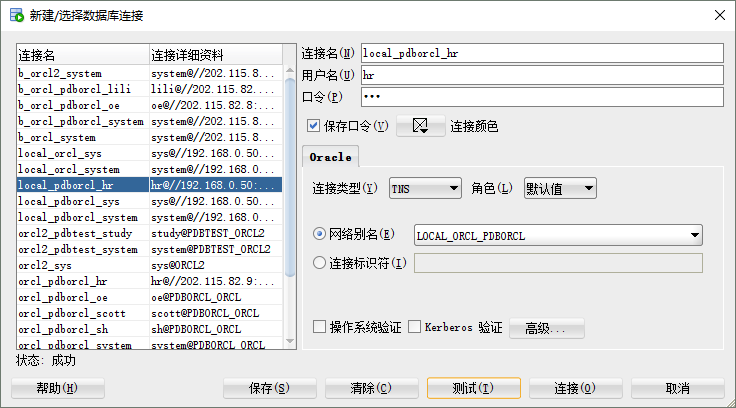 新建/选择数据库连接
连接名 连接详细资料
b_orcl2_system system@//202.115.8...
b_orcl_pdborcl_lili lili@//202.115.82....
b_orcl_pdborcl_oe oe@//202.115.82.8:...
b_orcl_pdborcl_system system@//202.115.8...
b_orcl_system system@//202.115.8...
local_orcl_sys sys@//192.168.0.50...
local_orcl_system system@//192.168.0...
local_pdborcl_hr hr@//192.168.0.50:...
local_pdborcl_sys sys@//192.168.0.50...
local_pdborcl_system system@//192.168.0...
orcl2_pdbtest_study study@PDBTEST_ORCL2
orcl2_pdbtest_system system@PDBTEST_ORCL2
orcl2_sys sys@ORCL2
orcl_pdborcl_hr hr@//202.115.82.9:...
orcl_pdborcl_oe oe@PDBORCL_ORCL
orcl_pdborcl_scott scott@PDBORCL_ORCL
orcl_pdborcl_sh sh@PDBORCL_ORCL
orcl_pdborcl_system system@PDBORCL_ORCL
状态: 成功
连接名(N) local_pdborcl_hr
用户名(U) hr
口令(P) •••
保存口令(V) 连接颜色
Oracle
连接类型(Y) TNS 角色(L) 默认值
网络别名(E) LOCAL_ORCL_PDBORCL
连接标识符(I)
操作系统验证 Kerberos 验证 高级...
帮助(H) 保存(S) 清除(C) 测试(T) 连接(O) 取消